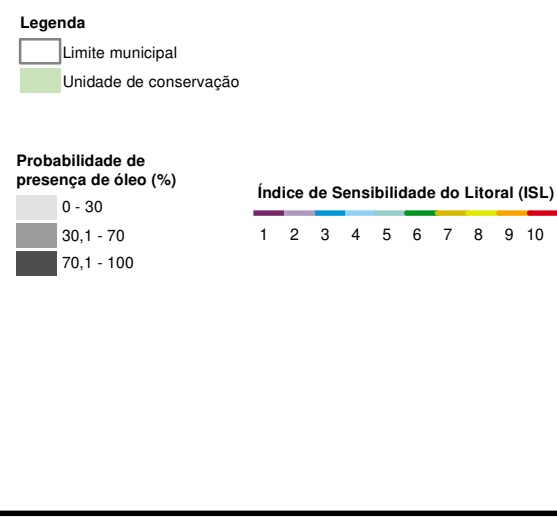 Legenda
Limite municipal
Unidade de conservação
Probabilidade de
presença de óleo (%)
0 - 30
30,1 - 70
70,1 - 100
Índice de Sensibilidade do Litoral (ISL)
1 2 3 4 5 6 7 8 9 10